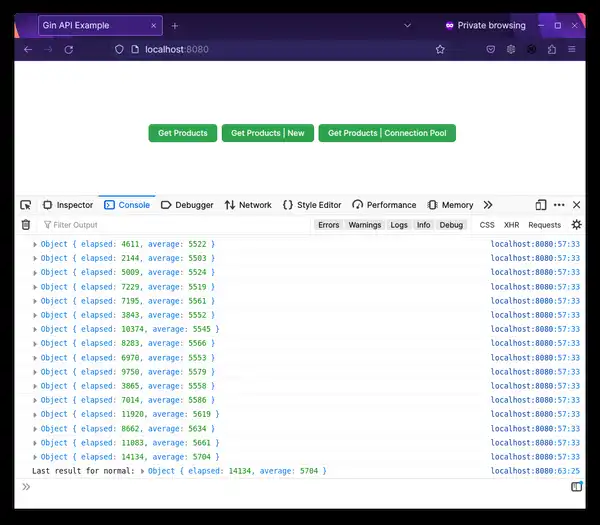 Gin API Example
Private browsing
localhost:8080
Get Products
Get Products | New
Get Products | Connection Pool
Inspector
Console
Debugger
Network
{} Style Editor
Performance
Memory
Filter Output
Errors
Warnings
Logs
Info
Debug
CSS
XHR
Requests
Object { elapsed: 4611, average: 5522 } localhost:8080:57:33
Object { elapsed: 2144, average: 5503 } localhost:8080:57:33
Object { elapsed: 5009, average: 5524 } localhost:8080:57:33
Object { elapsed: 7229, average: 5519 } localhost:8080:57:33
Object { elapsed: 7195, average: 5561 } localhost:8080:57:33
Object { elapsed: 3843, average: 5552 } localhost:8080:57:33
Object { elapsed: 10374, average: 5545 } localhost:8080:57:33
Object { elapsed: 8283, average: 5566 } localhost:8080:57:33
Object { elapsed: 6970, average: 5553 } localhost:8080:57:33
Object { elapsed: 9750, average: 5579 } localhost:8080:57:33
Object { elapsed: 3865, average: 5558 } localhost:8080:57:33
Object { elapsed: 7014, average: 5586 } localhost:8080:57:33
Object { elapsed: 11920, average: 5619 } localhost:8080:57:33
Object { elapsed: 8662, average: 5634 } localhost:8080:57:33
Object { elapsed: 11083, average: 5661 } localhost:8080:57:33
Object { elapsed: 14134, average: 5704 } localhost:8080:57:33
Last result for normal: Object { elapsed: 14134, average: 5704 } localhost:8080:63:25